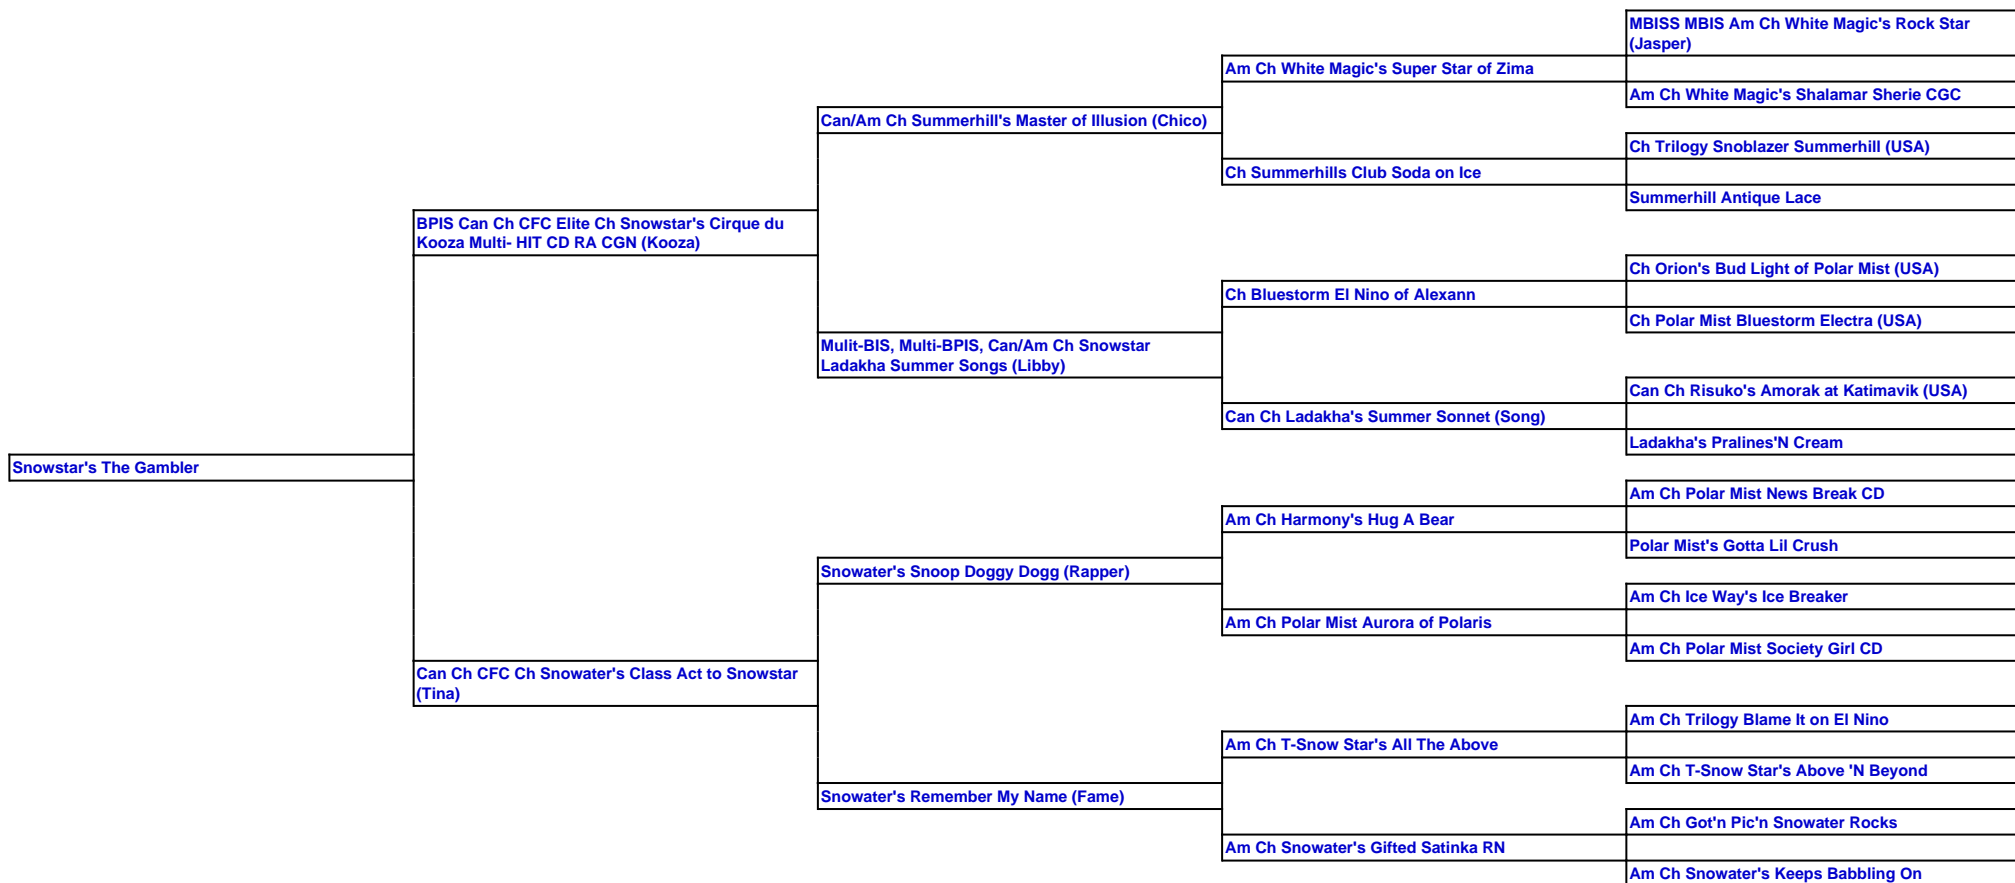 MBISS MBIS Am Ch White Magic's Rock Star
(Jasper)
Am Ch White Magic's Super Star of Zima
Am Ch White Magic's Shalamar Sherie CGC
Can/Am Ch Summerhill's Master of Illusion (Chico)
Ch Trilogy Snoblazer Summerhill (USA)
Ch Summerhills Club Soda on Ice
Summerhill Antique Lace
BPIS Can Ch CFC Elite Ch Snowstar's Cirque du
Kooza Multi- HIT CD RA CGN (Kooza)
Ch Orion's Bud Light of Polar Mist (USA)
Ch Bluestorm El Nino of Alexann
Ch Polar Mist Bluestorm Electra (USA)
Mulit-BIS, Multi-BPIS, Can/Am Ch Snowstar
Ladakha Summer Songs (Libby)
Can Ch Risuko's Amorak at Katimavik (USA)
Can Ch Ladakha's Summer Sonnet (Song)
Ladakha's Pralines'N Cream
Snowstar's The Gambler
Am Ch Polar Mist News Break CD
Am Ch Harmony's Hug A Bear
Polar Mist's Gotta Lil Crush
Snowater's Snoop Doggy Dogg (Rapper)
Am Ch Ice Way's Ice Breaker
Am Ch Polar Mist Aurora of Polaris
Am Ch Polar Mist Society Girl CD
Can Ch CFC Ch Snowater's Class Act to Snowstar
(Tina)
Am Ch Trilogy Blame It on El Nino
Am Ch T-Snow Star's All The Above
Am Ch T-Snow Star's Above 'N Beyond
Snowater's Remember My Name (Fame)
Am Ch Got'n Pic'n Snowater Rocks
Am Ch Snowater's Gifted Satinka RN
Am Ch Snowater's Keeps Babbling On